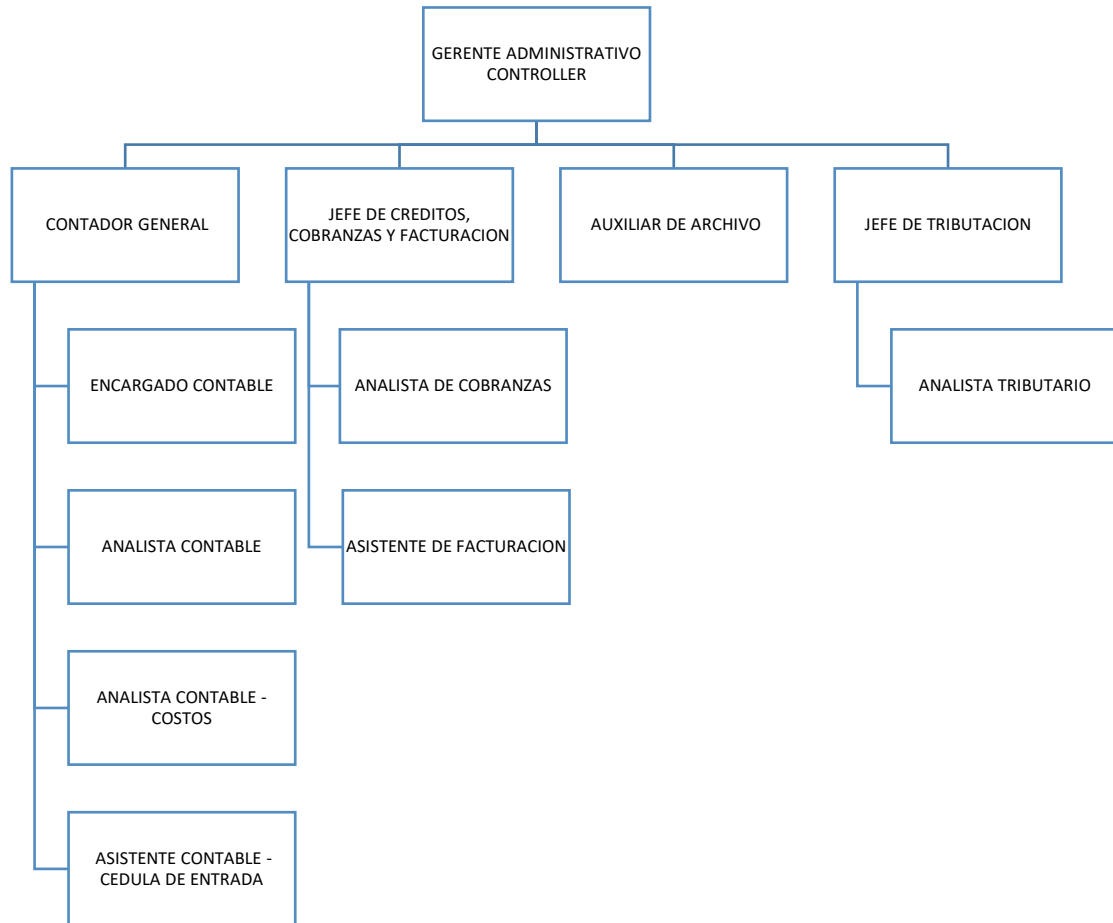 GERENTE ADMINISTRATIVO
CONTROLLER
CONTADOR GENERAL
JEFE DE CREDITOS,
COBRANZAS Y FACTURACION
AUXILIAR DE ARCHIVO
JEFE DE TRIBUTACION
ENCARGADO CONTABLE
ANALISTA DE COBRANZAS
ANALISTA TRIBUTARIO
ANALISTA CONTABLE
ASISTENTE DE FACTURACION
ANALISTA CONTABLE -
COSTOS
ASISTENTE CONTABLE -
CEDULA DE ENTRADA